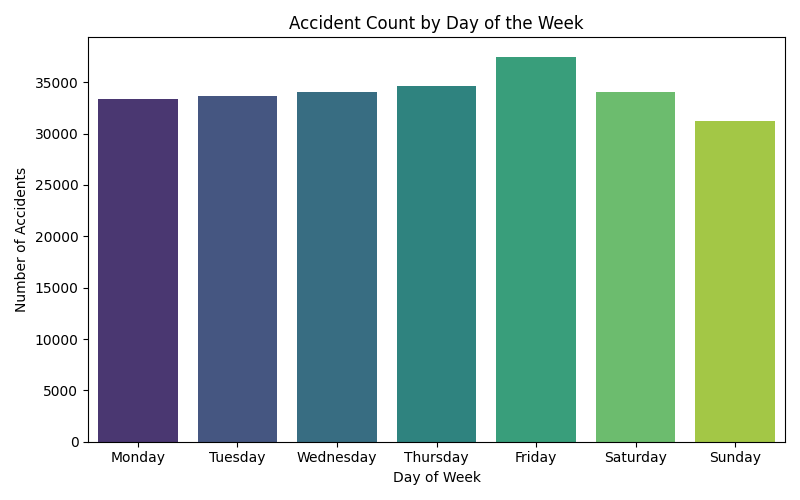 Accident Count by Day of the Week
Number of Accidents
35000
30000
25000
20000
15000
10000
5000
0
Monday Tuesday Wednesday Thursday Friday Saturday Sunday
Day of Week